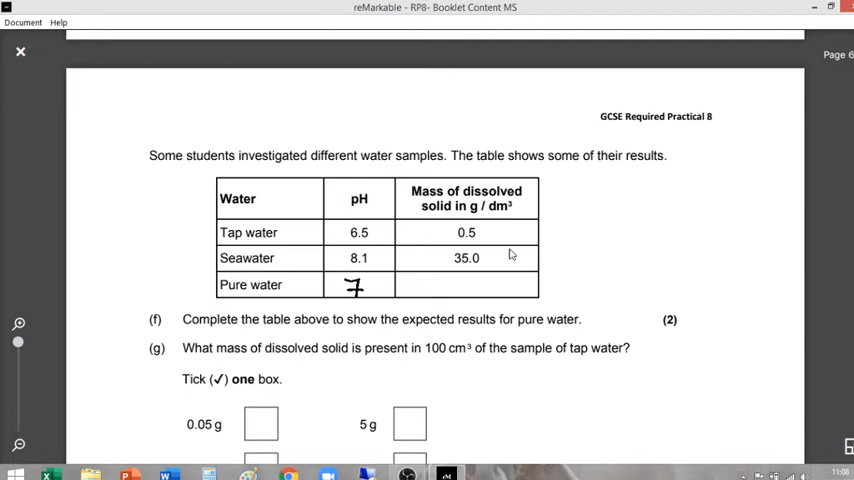 reMarkable - RP8- Booklet Content MS
Document Help
Page 6
GCSE Required Practical 8
Some students investigated different water samples. The table shows some of their results.
Water pH Mass of dissolved solid in g / dm³
Tap water 6.5 0.5
Seawater 8.1 35.0
Pure water 7
(f) Complete the table above to show the expected results for pure water. (2)
(g) What mass of dissolved solid is present in 100 cm³ of the sample of tap water?
Tick (✓) one box.
0.05 g 5 g
11:08